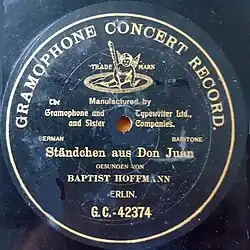 GRAMOPHONE CONCERT RECORD.
TRADE MARK
The Manufactured by
Gramophone and Typewriter Ltd.,
and Sister Companies.
GERMAN BARITONE
Ständchen aus Don Juan
GESUNGEN VON
BAPTIST HOFFMANN
ERLIN.
G.C.-42374